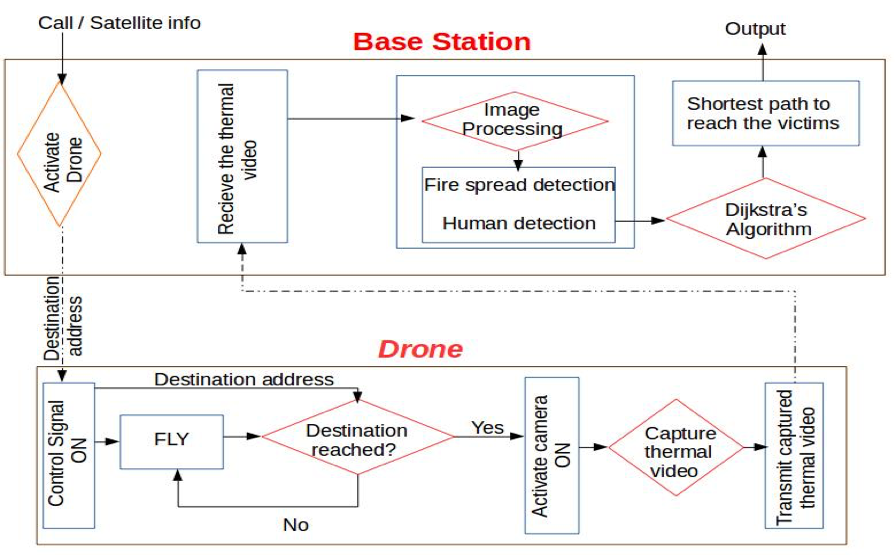 Call / Satellite info
Base Station
Output
Activate
Drone
Recieve the thermal
video
Image
Processing
Fire spread detection
Human detection
Shortest path to
reach the victims
Dijkstra's
Algorithm
Destination
address
Drone
Control Signal
ON
Destination address
FLY
Destination
reached?
Yes
No
Activate camera
ON
Capture
thermal
video
Transmit captured
thermal video